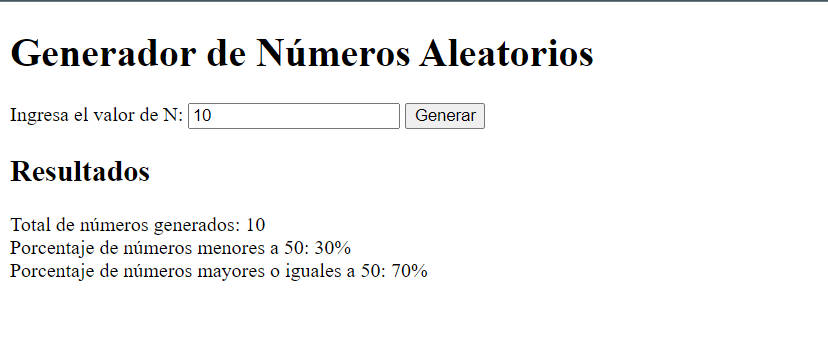 Generador de Números Aleatorios
Ingresa el valor de N: 10 Generar
Resultados
Total de números generados: 10
Porcentaje de números menores a 50: 30%
Porcentaje de números mayores o iguales a 50: 70%